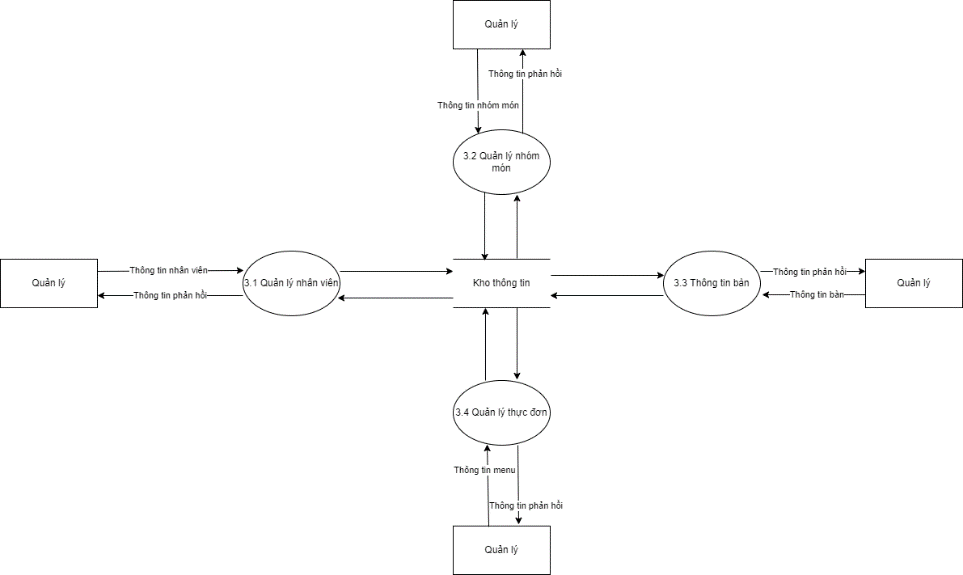 Quản lý
Thông tin phản hồi
Thông tin nhóm món
3.2 Quản lý nhóm
món
Quản lý
Thông tin nhân viên
Thông tin phản hồi
3.1 Quản lý nhân viên
Kho thông tin
3.3 Thông tin bàn
Thông tin phản hồi
Thông tin bàn
Quản lý
3.4 Quản lý thực đơn
Thông tin menu
Thông tin phản hồi
Quản lý